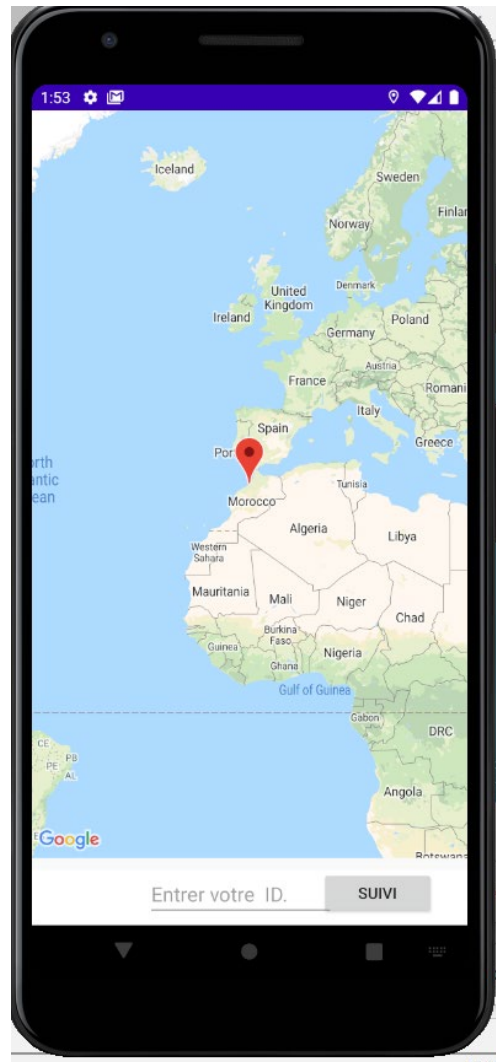 1:53
Iceland
Sweden
Norway
Finlar
United
Kingdom
Denmark
Ireland
Poland
Germany
Austria
France
Romani
Italy
Spain
Por
Greece
rth
antic
ean
Tunisia
Morocco
Algeria
Libya
Western
Sahara
Mauritania
Mali
Niger
Chad
Burkina
Faso
Guinea
Nigeria
Ghana
Gulf of Guinea
Gabon
DRC
CE
PB
PE
AL
Angola
Google
Botswana
Entrer votre ID.
SUIVI